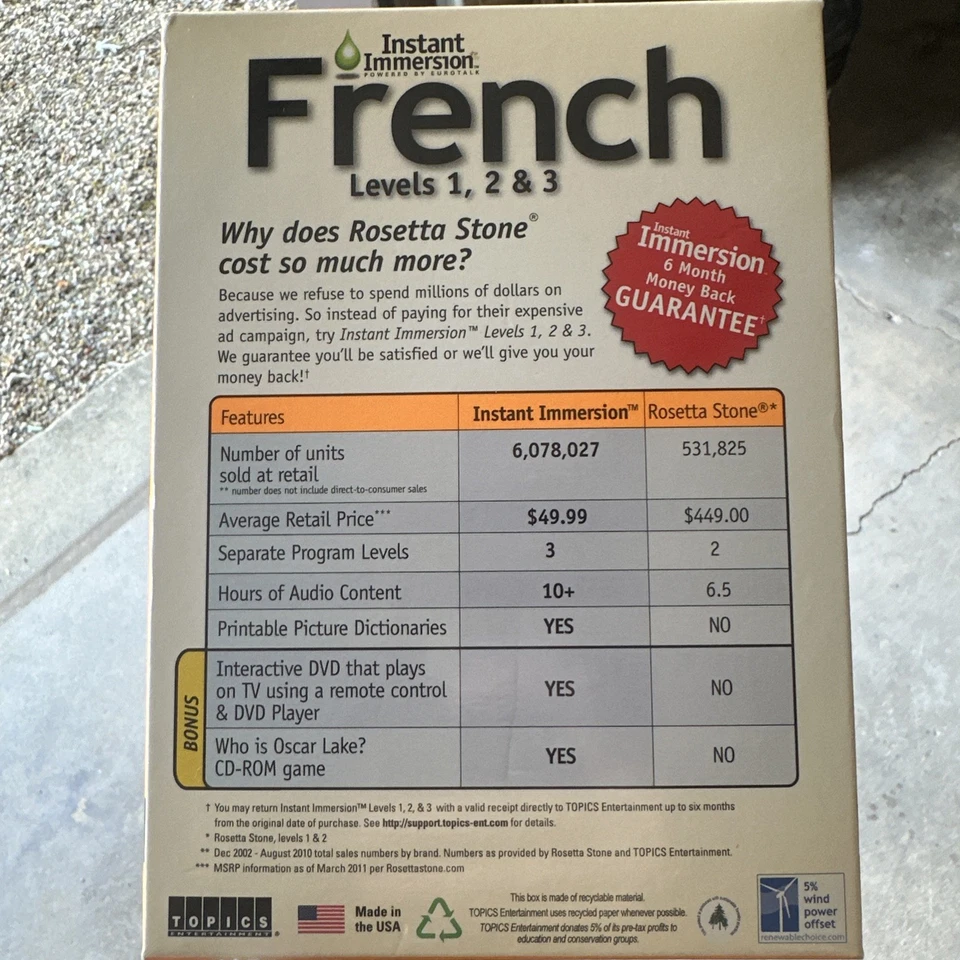 Instant
Immersion™
POWERED BY EUROTALK
French
Levels 1, 2 & 3
Why does Rosetta Stone®
cost so much more?
Because we refuse to spend millions of dollars on
advertising. So instead of paying for their expensive
ad campaign, try Instant Immersion™ Levels 1, 2 & 3.
We guarantee you'll be satisfied or we'll give you your
money back!†
Instant
Immersion
6 Month
Money Back
GUARANTEE†
Features Instant Immersion™ Rosetta Stone®*
Number of units 6,078,027 531,825
sold at retail
** number does not include direct-to-consumer sales
Average Retail Price*** $49.99 $449.00
Separate Program Levels 3 2
Hours of Audio Content 10+ 6.5
Printable Picture Dictionaries YES NO
BONUS
Interactive DVD that plays
on TV using a remote control YES NO
& DVD Player
Who is Oscar Lake? YES NO
CD-ROM game
† You may return Instant Immersion™ Levels 1, 2, & 3 with a valid receipt directly to TOPICS Entertainment up to six months
from the original date of purchase. See http://support.topics-ent.com for details.
* Rosetta Stone, levels 1 & 2
** Dec 2002 - August 2010 total sales numbers by brand. Numbers as provided by Rosetta Stone and TOPICS Entertainment.
*** MSRP information as of March 2011 per Rosettastone.com
TOPICS
ENTERTAINMENT®
Made in
the USA
This box is made of recyclable material.
TOPICS Entertainment uses recycled paper whenever possible.
TOPICS Entertainment donates 5% of its pre-tax profits to
education and conservation groups.
5%
wind
power
offset
renewablechoice.com